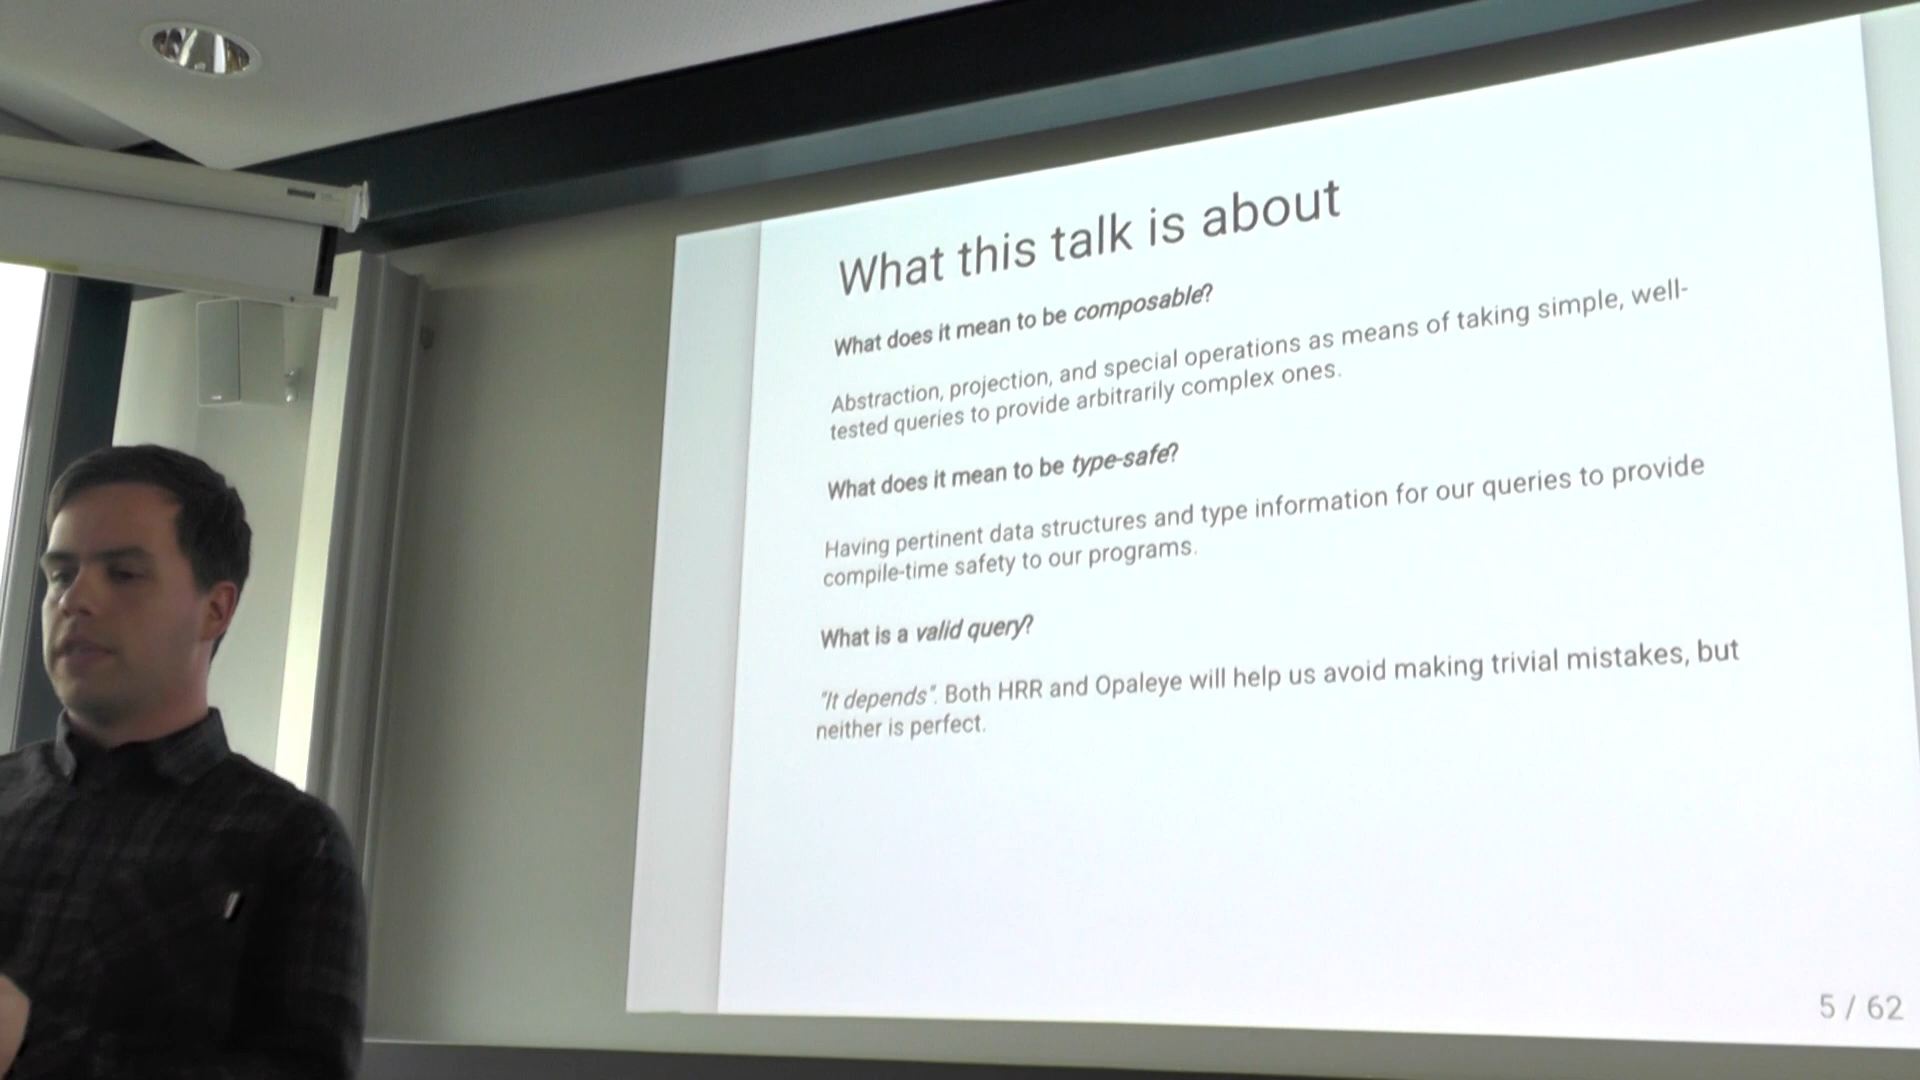 What this talk is about
What does it mean to be composable?
Abstraction, projection, and special operations as means of taking simple, well-
tested queries to provide arbitrarily complex ones.
What does it mean to be type-safe?
Having pertinent data structures and type information for our queries to provide
compile-time safety to our programs.
What is a valid query?
"It depends". Both HRR and Opaleye will help us avoid making trivial mistakes, but
neither is perfect.
5 / 62